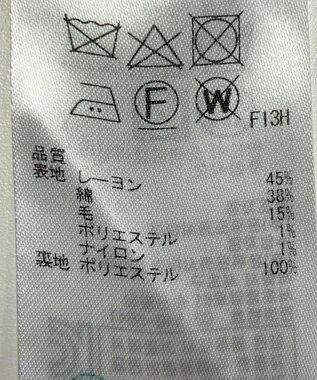 F
W
F13H
品質
表地 レーヨン 45%
綿 38%
毛 15%
ポリエステル 1%
ナイロン 1%
裏地 ポリエステル 100%